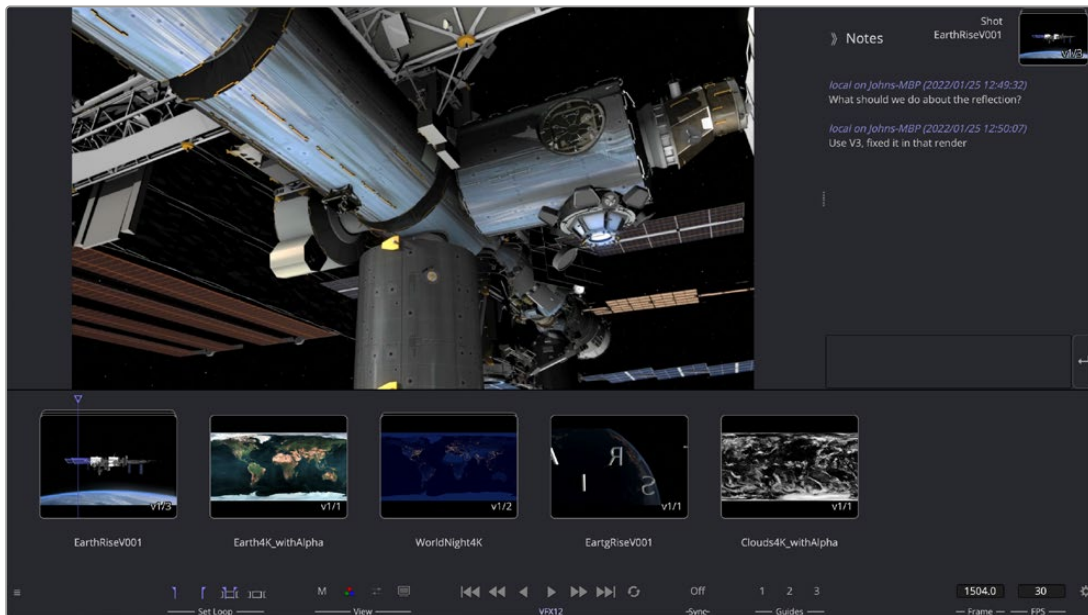 Shot
Notes
EarthRiseV001
v1/3
local on Johns-MBP (2022/01/25 12:49:32)
What should we do about the reflection?
local on Johns-MBP (2022/01/25 12:50:07)
Use V3, fixed it in that render
A
R
I
S
v1/3
v1/1
v1/2
v1/1
v1/1
EarthRiseV001
Earth4K_withAlpha
WorldNight4K
EartgRiseV001
Clouds4K_withAlpha
M
Off
1 2 3
1504.0
30
Set Loop
View
VFX12
Sync
Guides
Frame
FPS